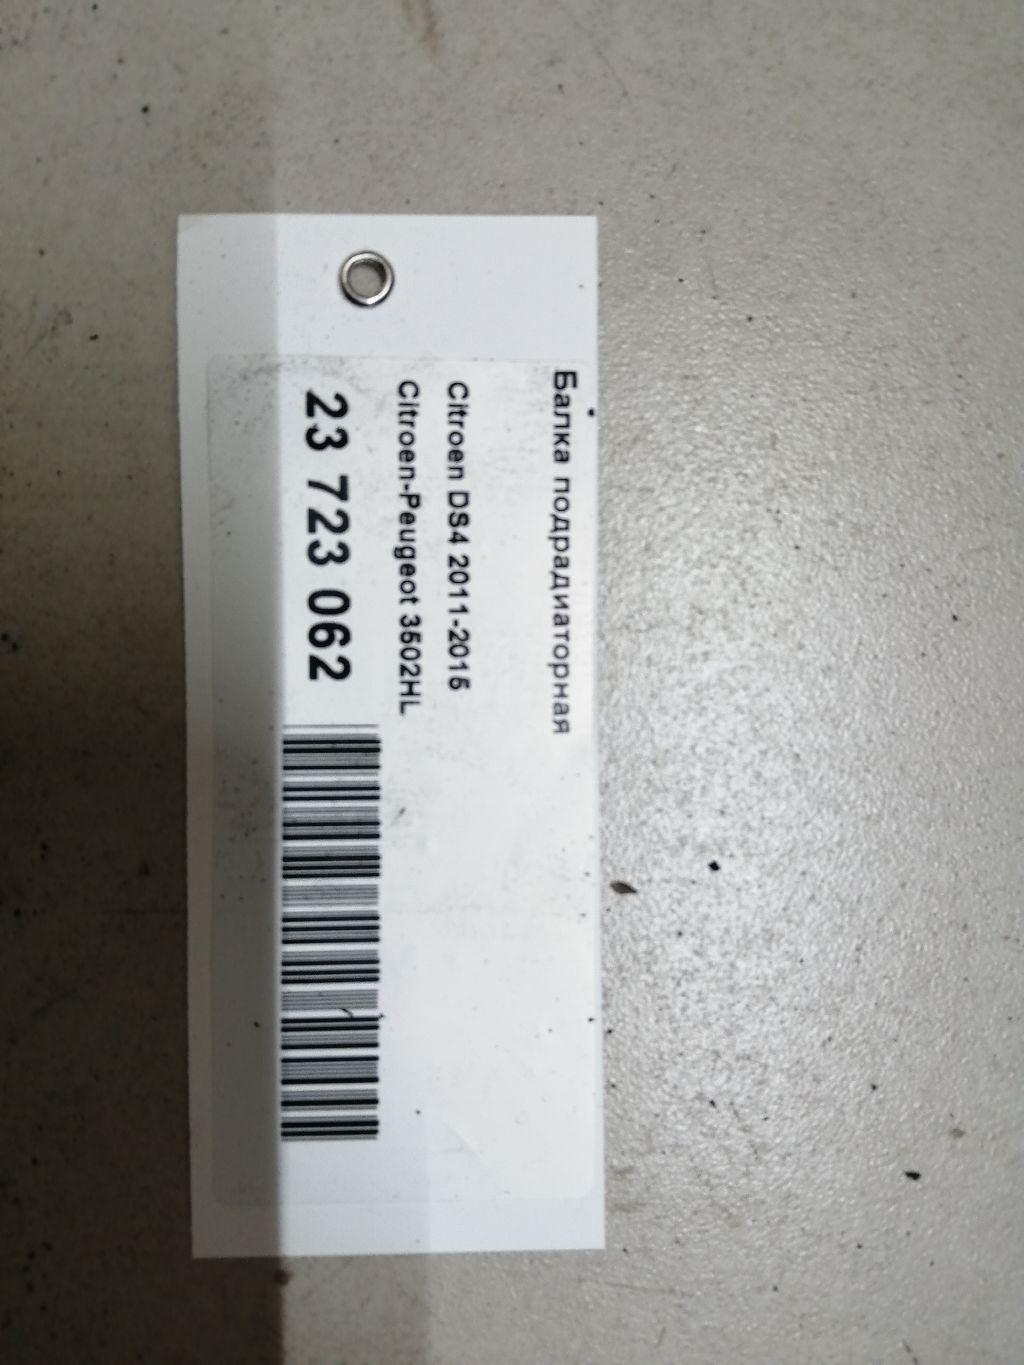 Балка подрадиаторная
Citroen DS4 2011-2015
Citroen-Peugeot 3502HL
23 723 062